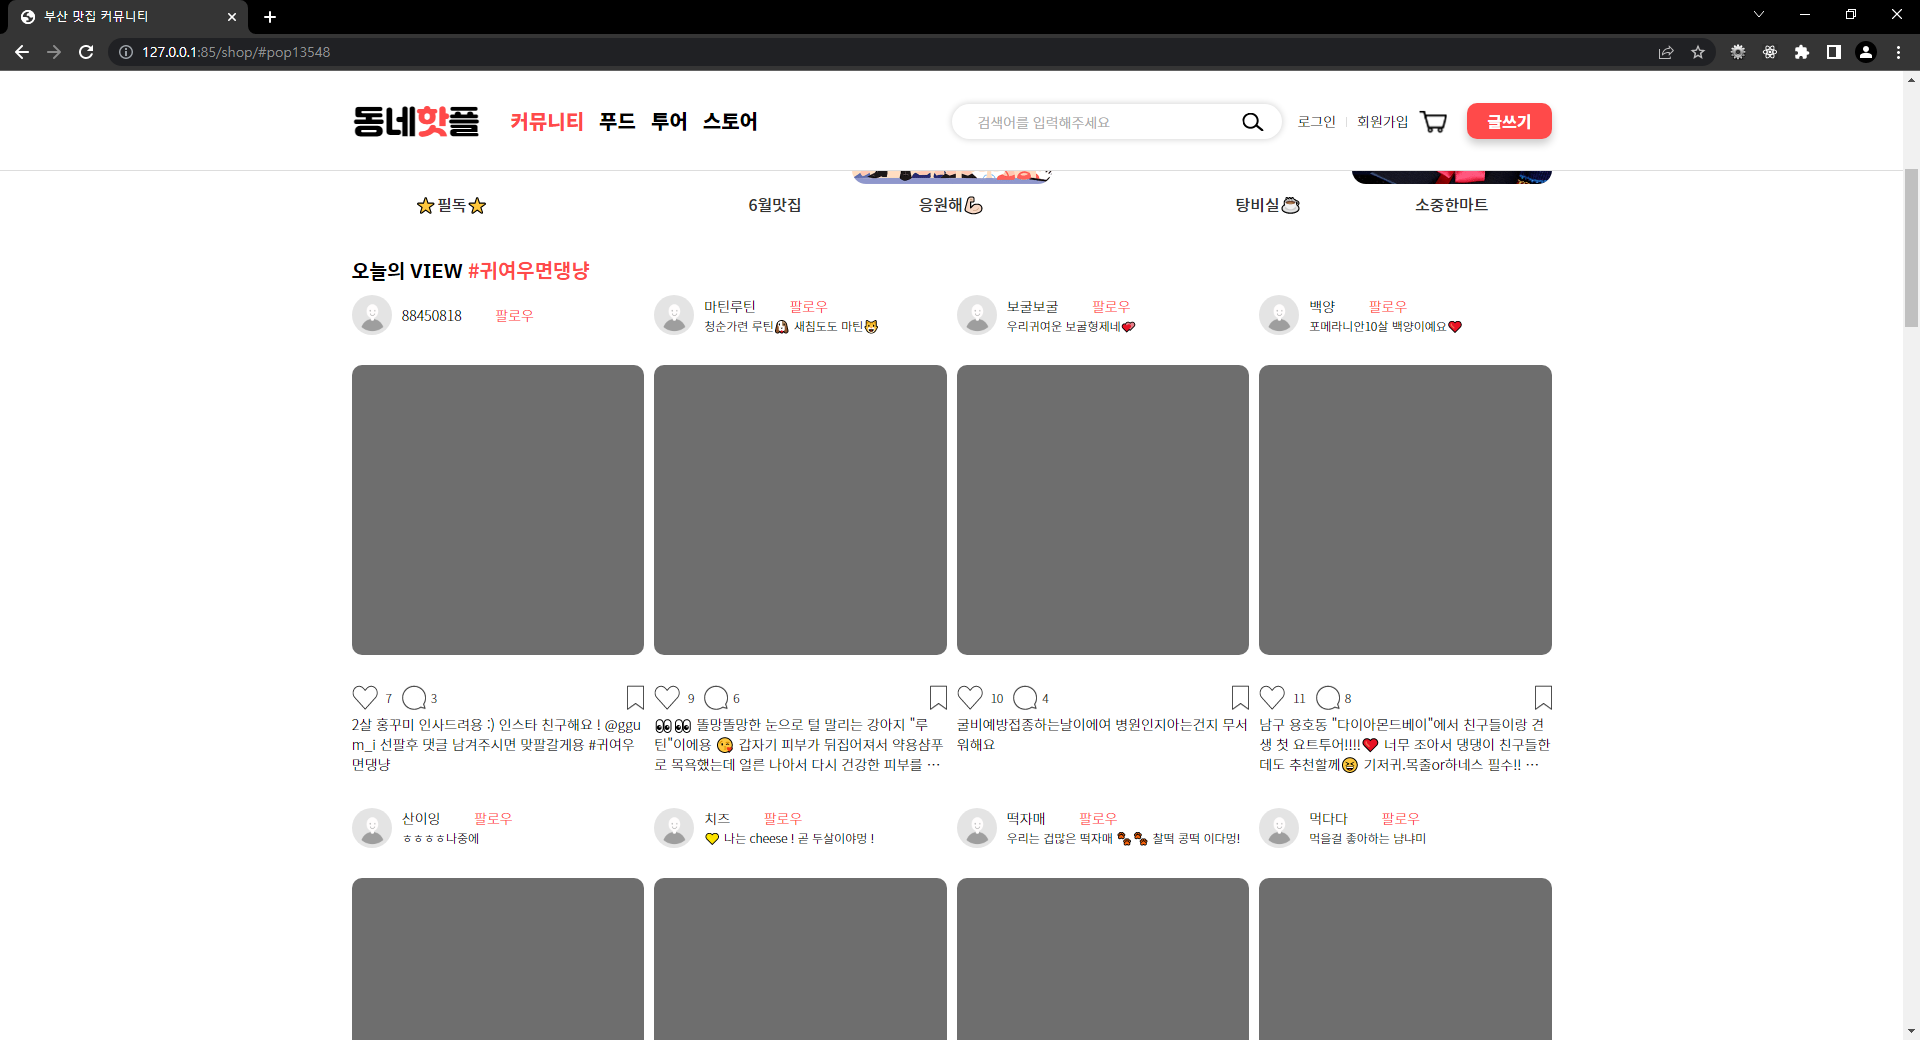 부산 맛집 커뮤니티
127.0.0.1:85/shop/#pop13548
동네핫플
커뮤니티 푸드 투어 스토어
검색어를 입력해주세요
로그인 회원가입
글쓰기
⭐필독⭐
6월맛집
응원해💪🏻
탕비실☕
소중한마트
오늘의 VIEW #귀여우면댕냥
88450818 팔로우
마틴루틴 팔로우
청순가련 루틴🐶 새침도도 마틴😺
보굴보굴 팔로우
우리귀여운 보굴형제네💕
백양 팔로우
포메라니안10살 백양이예요❤️
7 3
2살 홍꾸미 인사드려용 :) 인스타 친구해요 ! @ggu
m_i 선팔후 댓글 남겨주시면 맞팔갈게용 #귀여우
면댕냥
9 6
👀👀 똘망똘망한 눈으로 털 말리는 강아지 "루
틴"이에용 😘 갑자기 피부가 뒤집어져서 약용샴푸
로 목욕했는데 얼른 나아서 다시 건강한 피부를 …
10 4
굴비예방접종하는날이에여 병원인지아는건지 무서
워해요
11 8
남구 용호동 "다이아몬드베이"에서 친구들이랑 견
생 첫 요트투어!!!!❤️ 너무 조아서 댕댕이 친구들한
데도 추천할께😆 기저귀.목줄or하네스 필수!! …
산이잉 팔로우
ㅎㅎㅎㅎ나중에
치즈 팔로우
💛 나는 cheese ! 곧 두살이야멍 !
떡자매 팔로우
우리는 겁많은 떡자매 🐾🐾 찰떡 콩떡 이다멍!
먹다다 팔로우
먹을걸 좋아하는 냠냐미